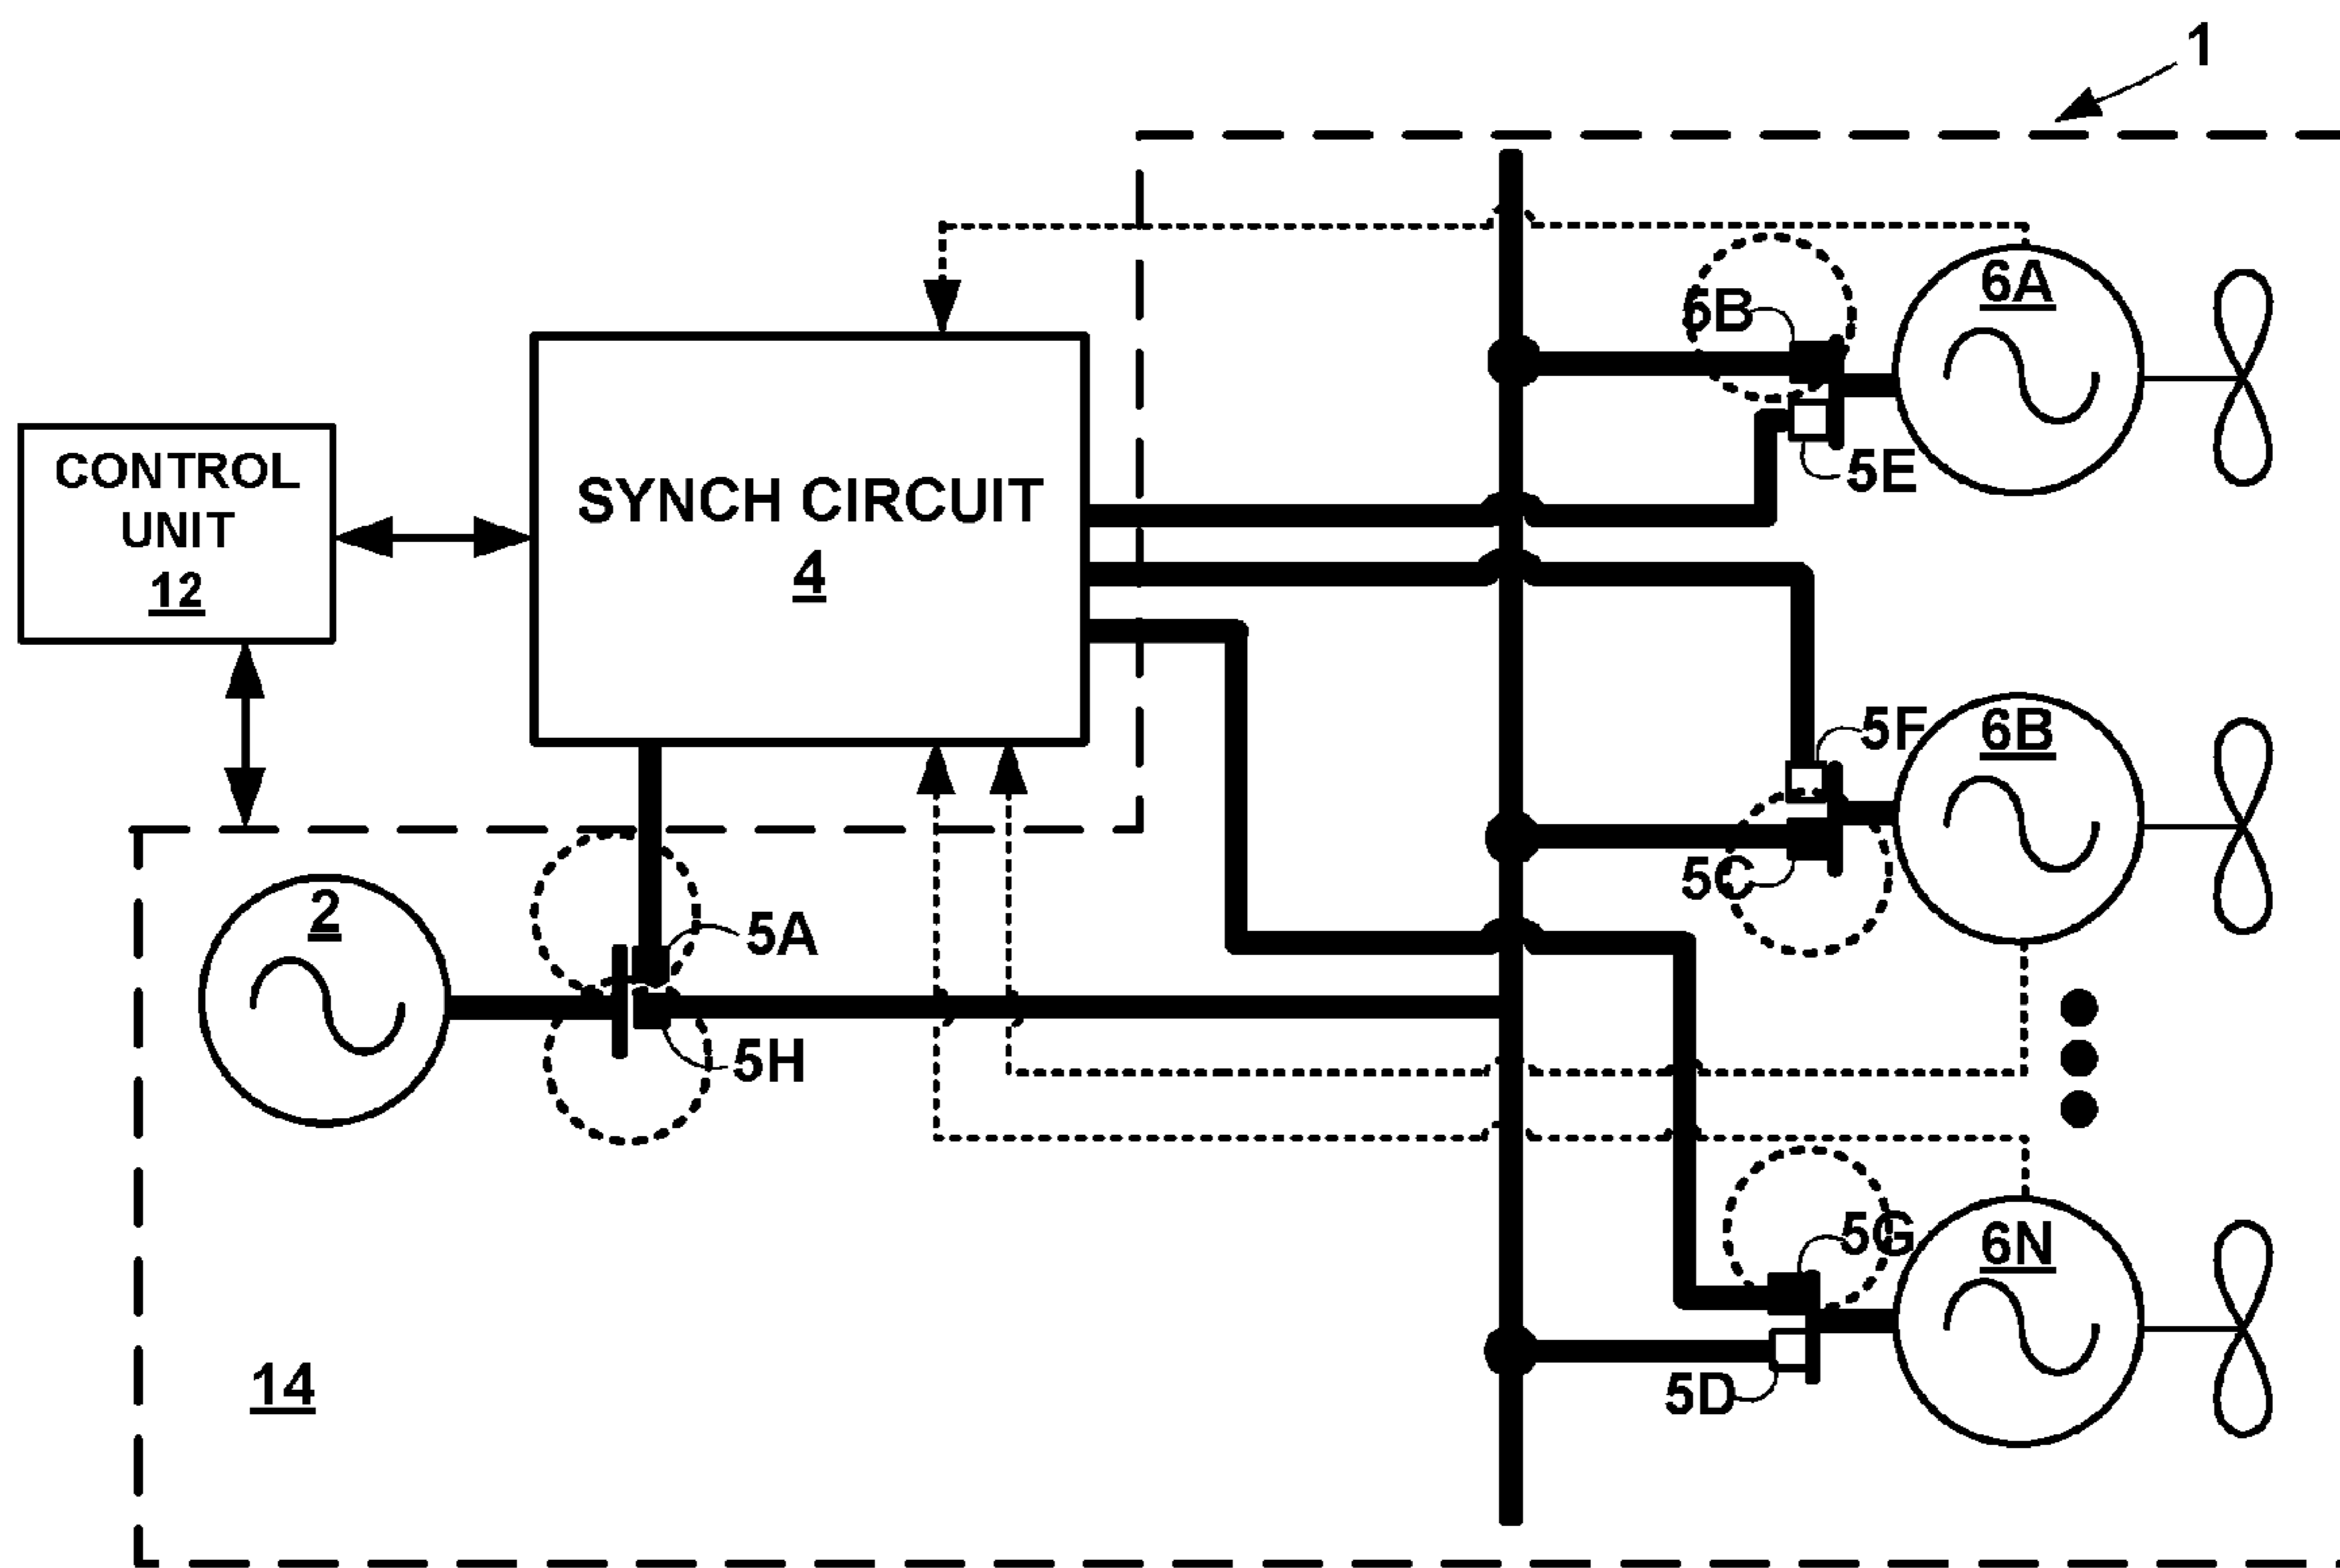 1
6A
5B
5E
CONTROL
UNIT
12
SYNCH CIRCUIT
4
5F
6B
5C
2
5A
5H
5G
6N
5D
14